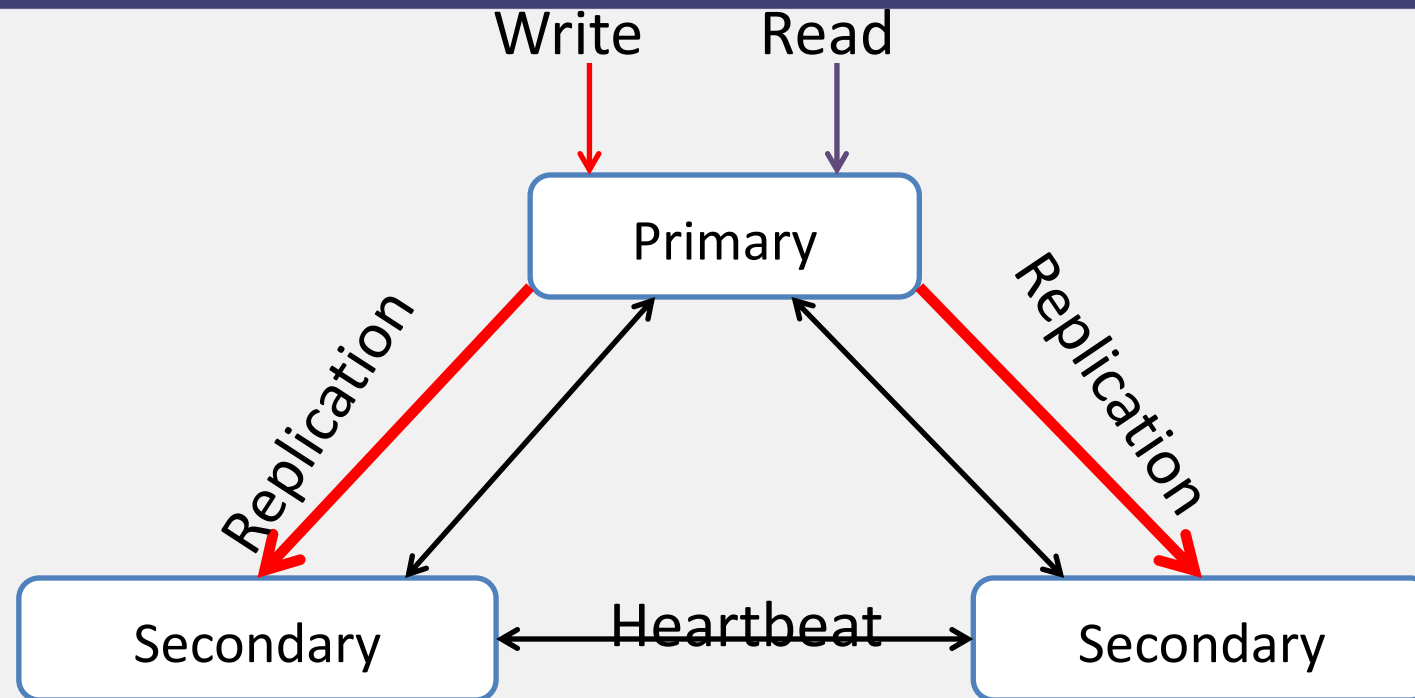 Write Read
Primary
Replication
Replication
Secondary
Heartbeat
Secondary